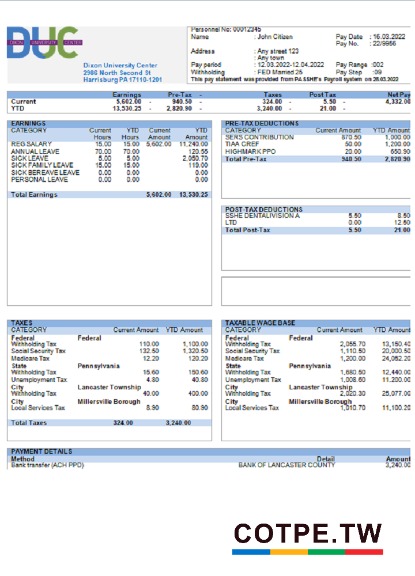 DUC
DIXON UNIVERSITY CENTER
Dixon University Center
2986 North Second St
Harrisburg PA 17110-1201
Personnel No: 00012345
Name : John Citisen Pay Date : 16.03.2022
Pay No. : 22/9956
Address : Any street 123
: Any town
Pay period : 12.03.2022-12.04.2022 Pay Range :002
Withholding : FED Married:25 Pay Step :09
This pay statement was provided from PA SSHE's Payroll system on
Earnings Pre-Tax - Taxes Post Tax - Net Pay
Current 5,602.00 - 940.50 - 324.00 - 5.50 - 4,332.00
YTD 13,530.25 - 2,820.90 - 3,240.00 - 21.00 -
EARNINGS
CATEGORY Current Hours YTD Hours Current Amount YTD Amount
REG SALARY 15.00 15.00 5,602.00 11,240.00
ANNUAL LEAVE 70.00 70.00 120.55
SICK LEAVE 5.00 5.00 2,050.70
SICK FAMILY LEAVE 15.00 15.00 119.00
SICK BEREAVE LEAVE 0.00 0.00 0.00
PERSONAL LEAVE 0.00 0.00 0.00
Total Earnings 5,602.00 13,530.25
PRE-TAX DEDUCTIONS
CATEGORY Current Amount YTD Amount
SERS CONTRIBUTION 870.50 1,000.00
TIAA CREF 50.00 1,200.00
HIGHMARK PPO 20.00 650.90
Total Pre-Tax 940.50 2,820.90
POST-TAX DEDUCTIONS
SSHE DENTAL/VISION A 5.50 8.50
LTD 0.00 12.50
Total Post-Tax 5.50 21.00
TAXES
CATEGORY Current Amount YTD Amount
Federal Federal
Withholding Tax 110.00 1,100.00
Social Security Tax 132.50 1,320.50
Medicare Tax 12.20 120.20
State Pennsylvania
Withholding Tax 15.60 150.60
Unemployment Tax 4.80 40.80
City Lancaster Township
Withholding Tax 40.00 400.00
City Millersville Borough
Local Services Tax 8.90 80.90
Total Taxes 324.00 3,240.00
TAXABLE WAGE BASE
CATEGORY Current Amount YTD Amount
Federal Federal
Withholding Tax 2,055.70 13,150.40
Social Security Tax 1,110.50 20,000.50
Medicare Tax 1,200.00 24,052.20
State Pennsylvania
Withholding Tax 1,680.50 12,440.00
Unemployment Tax 1,008.60 11,200.00
City Lancaster Township
Withholding Tax 2,020.30 25,077.00
City Millersville Borough
Local Services Tax 1,010.70 11,100.20
PAYMENT DETAILS
Method Detail Amount
Bank transfer (ACH PPD) BANK OF LANCASTER COUNTY 3,240.00
COTPE.TW